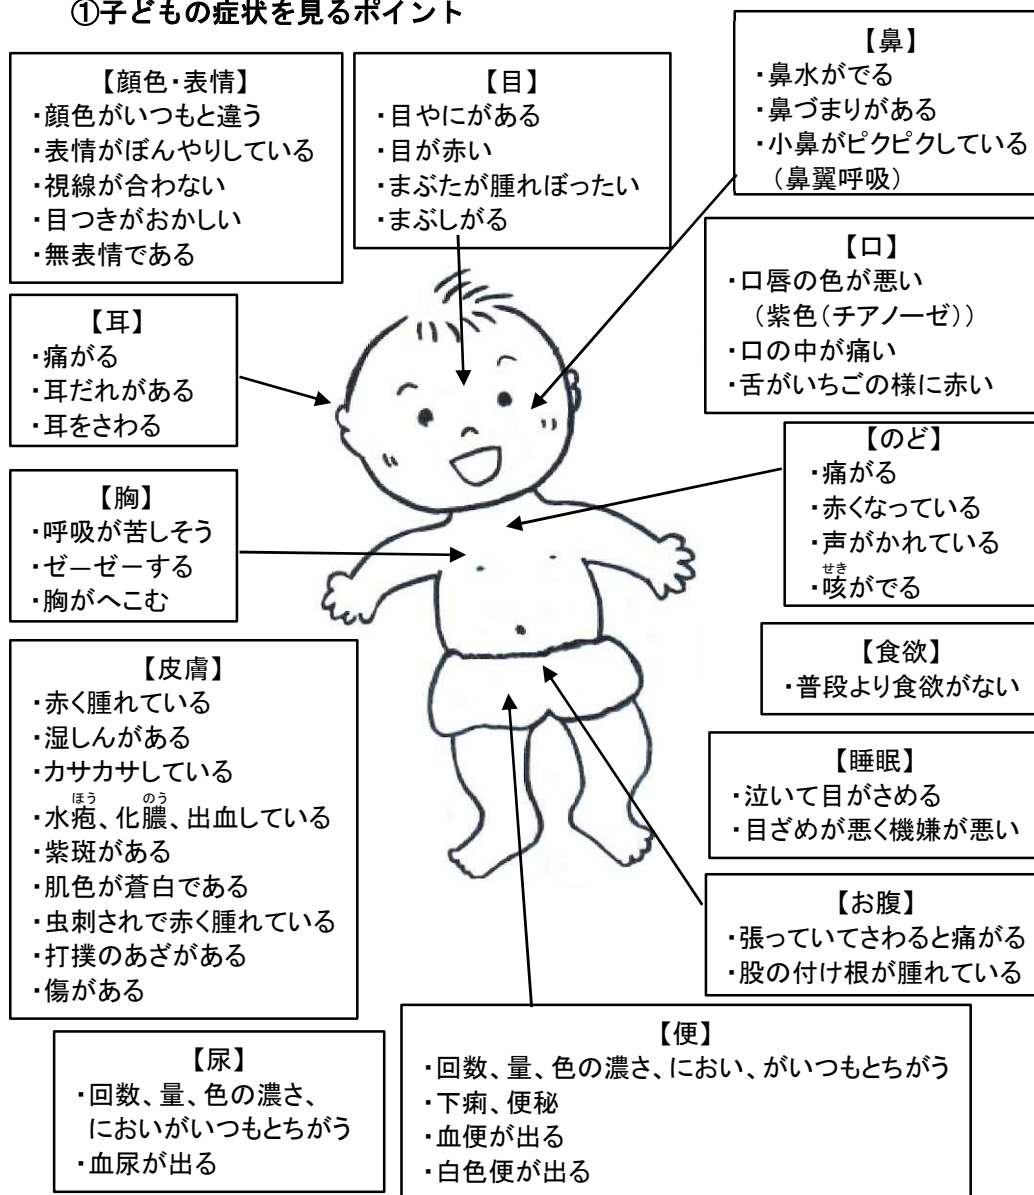 ①子どもの症状を見るポイント
【顔色・表情】
・顔色がいつもと違う
・表情がぼんやりしている
・視線が合わない
・目つきがおかしい
・無表情である
【目】
・目やにがある
・目が赤い
・まぶたが腫れぼったい
・まぶしがる
【鼻】
・鼻水がでる
・鼻づまりがある
・小鼻がピクピクしている
（鼻翼呼吸）
【口】
・口唇の色が悪い
（紫色（チアノーゼ））
・口の中が痛い
・舌がいちごの様に赤い
【耳】
・痛がる
・耳だれがある
・耳をさわる
【のど】
・痛がる
・赤くなっている
・声がかれている
せき
・咳がでる
【胸】
・呼吸が苦しそう
・ゼーゼーする
・胸がへこむ
【食欲】
・普段より食欲がない
【皮膚】
・赤く腫れている
・湿しんがある
・カサカサしている
ほう のう
・水疱、化膿、出血している
・紫斑がある
・肌色が蒼白である
・虫刺されで赤く腫れている
・打撲のあざがある
・傷がある
【睡眠】
・泣いて目がさめる
・目ざめが悪く機嫌が悪い
【お腹】
・張っていてさわると痛がる
・股の付け根が腫れている
【尿】
・回数、量、色の濃さ、
においがいつもとちがう
・血尿が出る
【便】
・回数、量、色の濃さ、におい、がいつもとちがう
・下痢、便秘
・血便が出る
・白色便が出る